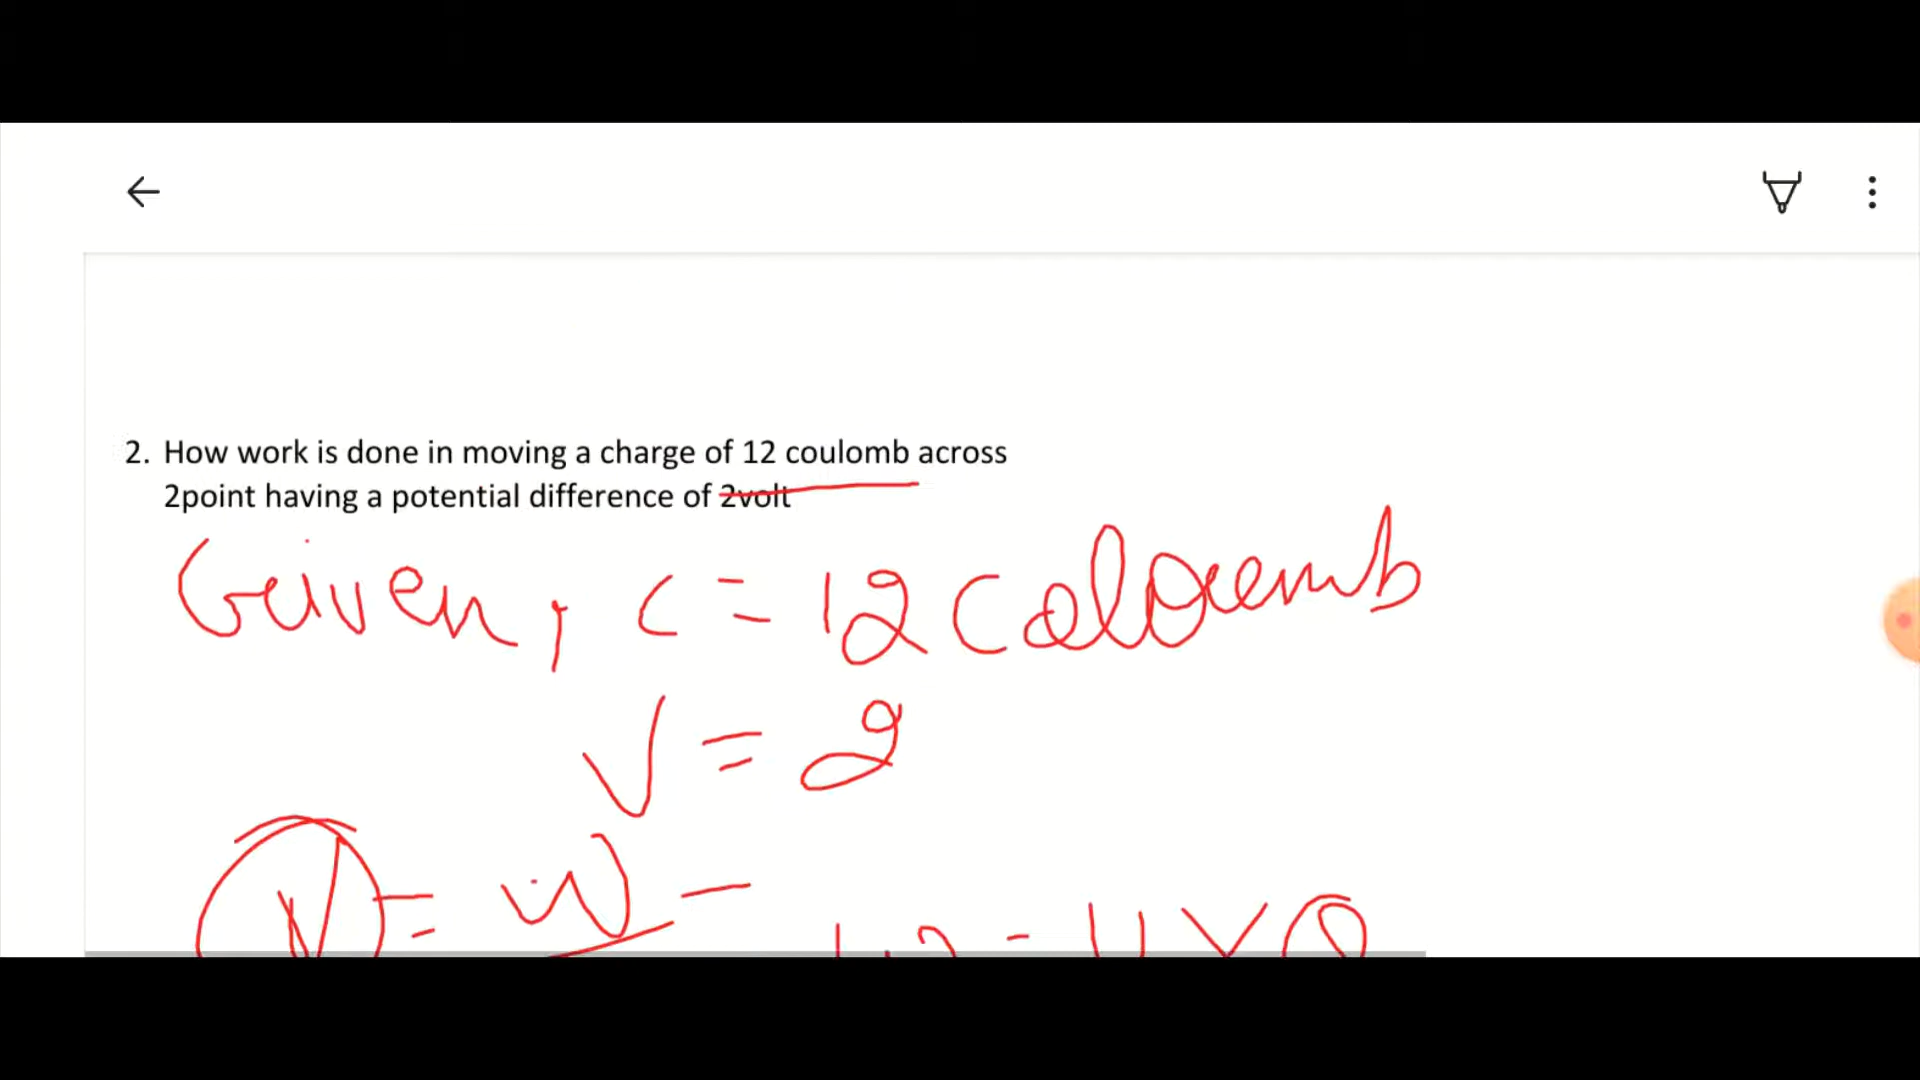 2. How work is done in moving a charge of 12 coulomb across
2point having a potential difference of 2volt
Given, c = 12 Coloumb
V = 2
V = W
W = V × Q